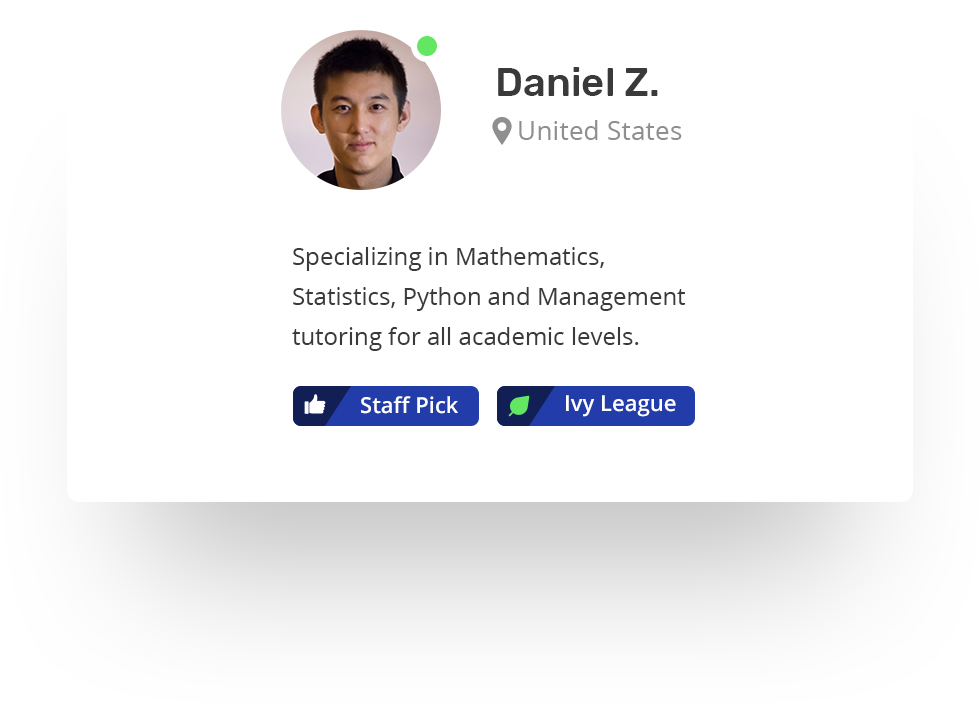 Daniel Z.
United States
Specializing in Mathematics,
Statistics, Python and Management
tutoring for all academic levels.
Staff Pick
Ivy League